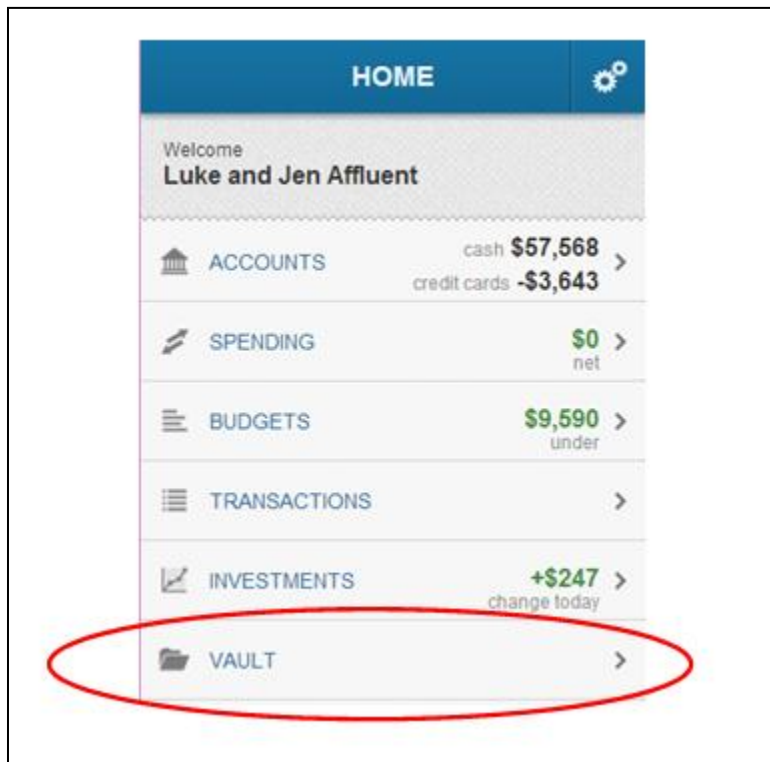 HOME
Welcome
Luke and Jen Affluent
ACCOUNTS cash $57,568
credit cards -$3,643
SPENDING $0
net
BUDGETS $9,590
under
TRANSACTIONS
INVESTMENTS +$247
change today
VAULT